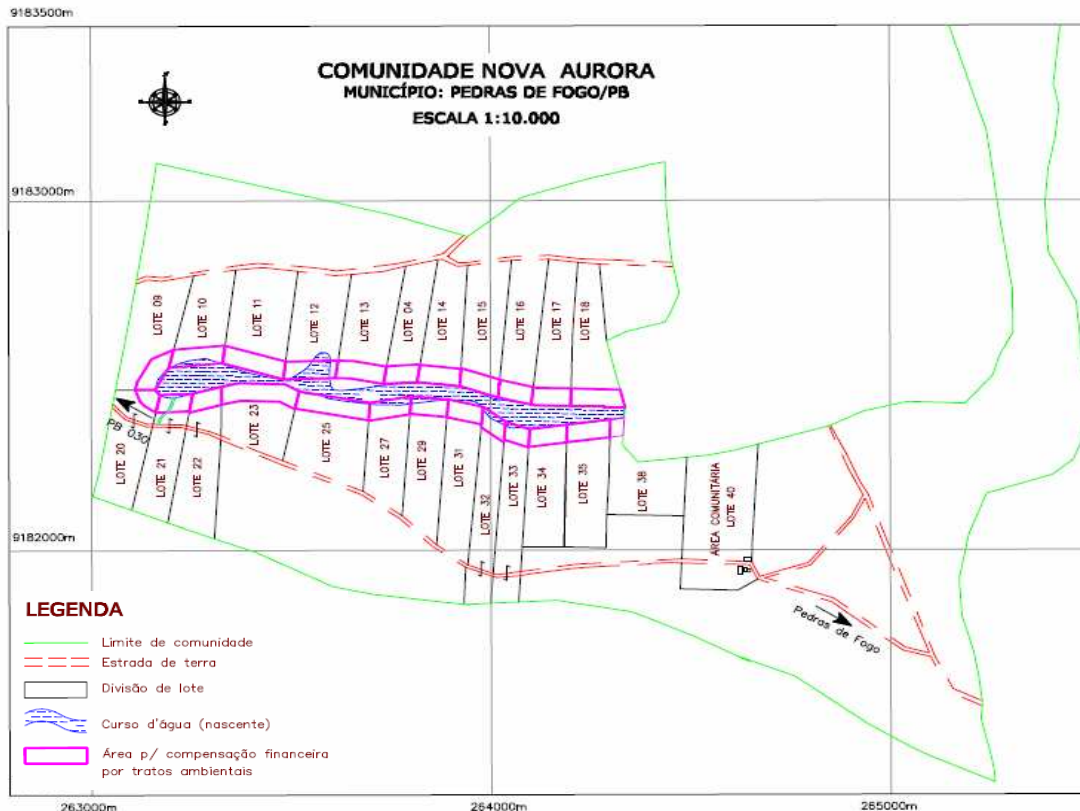 9183500m
COMUNIDADE NOVA AURORA
MUNICÍPIO: PEDRAS DE FOGO/PB
ESCALA 1:10.000
9183000m
LOTE 09
LOTE 10
LOTE 11
LOTE 12
LOTE 13
LOTE 04
LOTE 14
LOTE 15
LOTE 16
LOTE 17
LOTE 18
PB 030
LOTE 20
LOTE 21
LOTE 22
LOTE 23
LOTE 25
LOTE 27
LOTE 29
LOTE 31
LOTE 32
LOTE 33
LOTE 34
LOTE 35
LOTE 38
ÁREA COMUNITÁRIA
LOTE 40
9182000m
Pedras de Fogo
LEGENDA
Limite de comunidade
Estrada de terra
Divisão de lote
Curso d'água (nascente)
Área p/ compensação financeira
por tratos ambientais
263000m
264000m
265000m